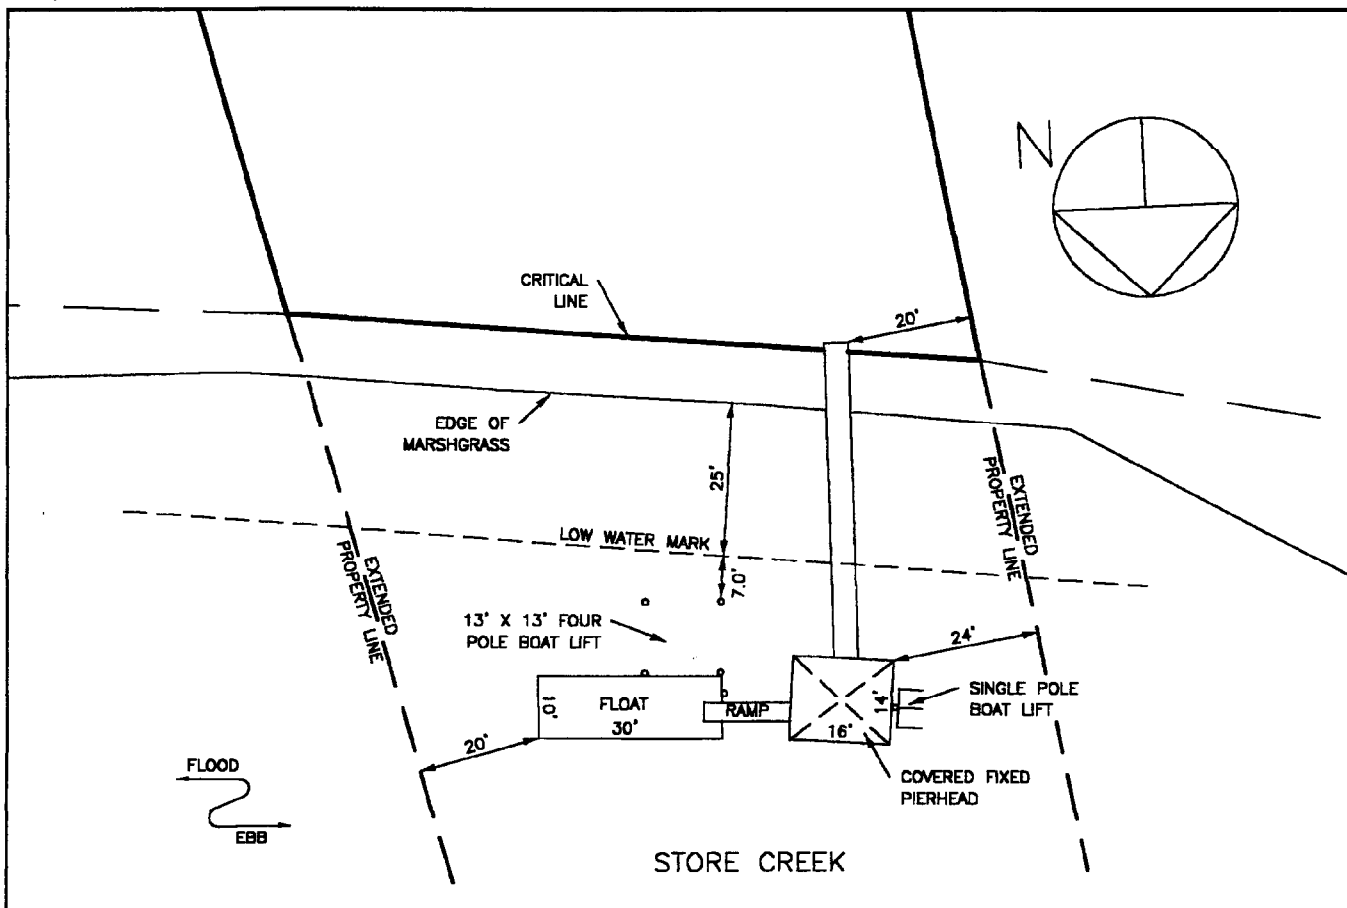 N
CRITICAL
LINE
20'
EDGE OF
MARSHGRASS
25'
EXTENDED
PROPERTY LINE
LOW WATER MARK
7.0'
EXTENDED
PROPERTY LINE
13' X 13' FOUR
POLE BOAT LIFT
24'
SINGLE POLE
BOAT LIFT
10'
FLOAT
30'
RAMP
14'
16'
20'
COVERED FIXED
PIERHEAD
FLOOD
EBB
STORE CREEK